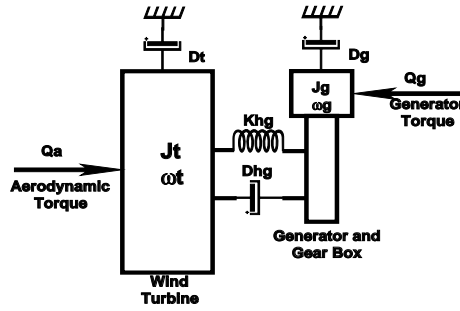 Dt
Dg
Jg
ωg
Qg
Generator
Torque
Khg
Qa
Jt
ωt
Aerodynamic
Torque
Dhg
Generator and
Gear Box
Wind
Turbine